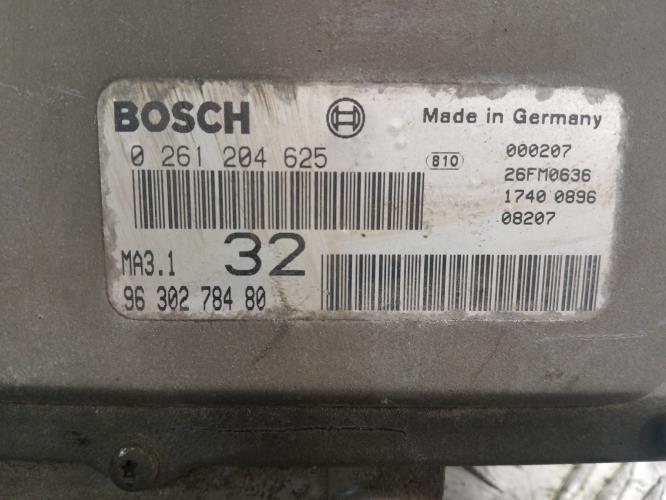 BOSCH
Made in Germany
0 261 204 625
810
000207
26FM0636
1740 0896
08207
MA3.1
32
96 302 784 80